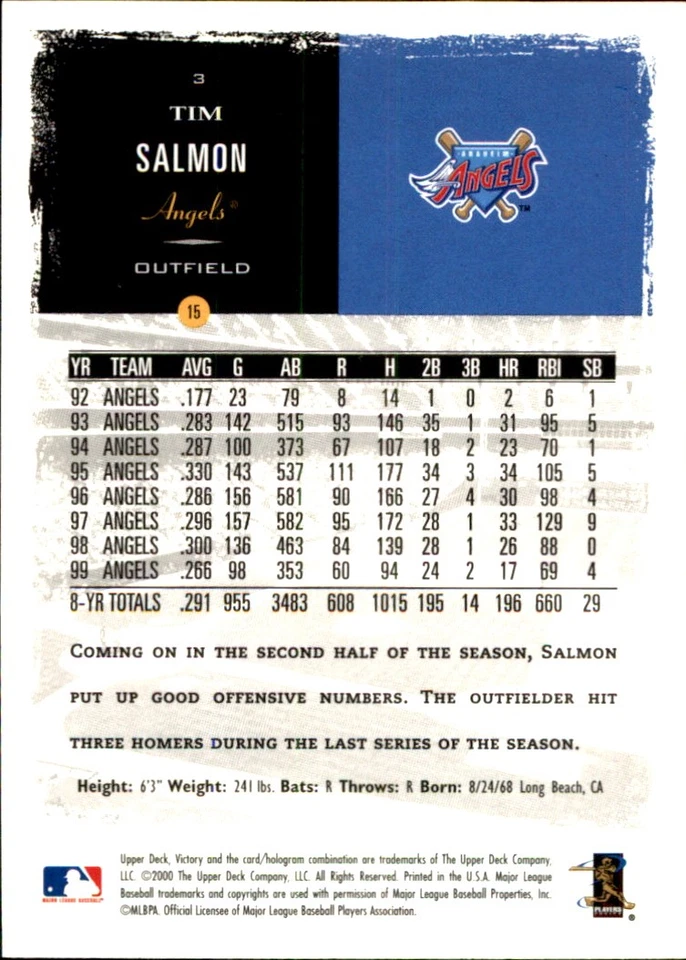 3
TIM
SALMON
Angels®
OUTFIELD
ANAHEIM
ANGELS
TM
15
YR TEAM AVG G AB R H 2B 3B HR RBI SB
92 ANGELS .177 23 79 8 14 1 0 2 6 1
93 ANGELS .283 142 515 93 146 35 1 31 95 5
94 ANGELS .287 100 373 67 107 18 2 23 70 1
95 ANGELS .330 143 537 111 177 34 3 34 105 5
96 ANGELS .286 156 581 90 166 27 4 30 98 4
97 ANGELS .296 157 582 95 172 28 1 33 129 9
98 ANGELS .300 136 463 84 139 28 1 26 88 0
99 ANGELS .266 98 353 60 94 24 2 17 69 4
8-YR TOTALS .291 955 3483 608 1015 195 14 196 660 29
COMING ON IN THE SECOND HALF OF THE SEASON, SALMON
PUT UP GOOD OFFENSIVE NUMBERS. THE OUTFIELDER HIT
THREE HOMERS DURING THE LAST SERIES OF THE SEASON.
Height: 6'3" Weight: 241 lbs. Bats: R Throws: R Born: 8/24/68 Long Beach, CA
Upper Deck, Victory and the card/hologram combination are trademarks of The Upper Deck Company,
LLC. ©2000 The Upper Deck Company, LLC. All Rights Reserved. Printed in the U.S.A. Major League
Baseball trademarks and copyrights are used with permission of Major League Baseball Properties, Inc.
©MLBPA. Official Licensee of Major League Baseball Players Association.
MAJOR LEAGUE BASEBALL
PLAYERS
CHOICE
®